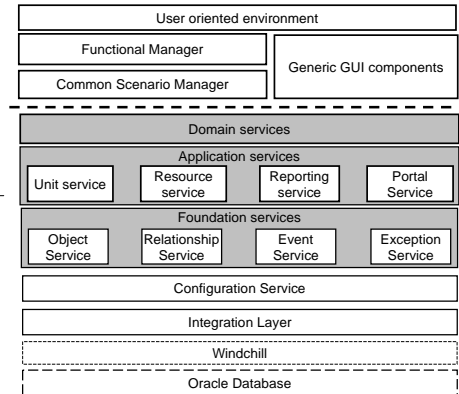 User oriented environment
Functional Manager
Common Scenario Manager
Generic GUI components
Domain services
Application services
Unit service
Resource
service
Reporting
service
Portal
Service
Foundation services
Object
Service
Relationship
Service
Event
Service
Exception
Service
Configuration Service
Integration Layer
Windchill
Oracle Database